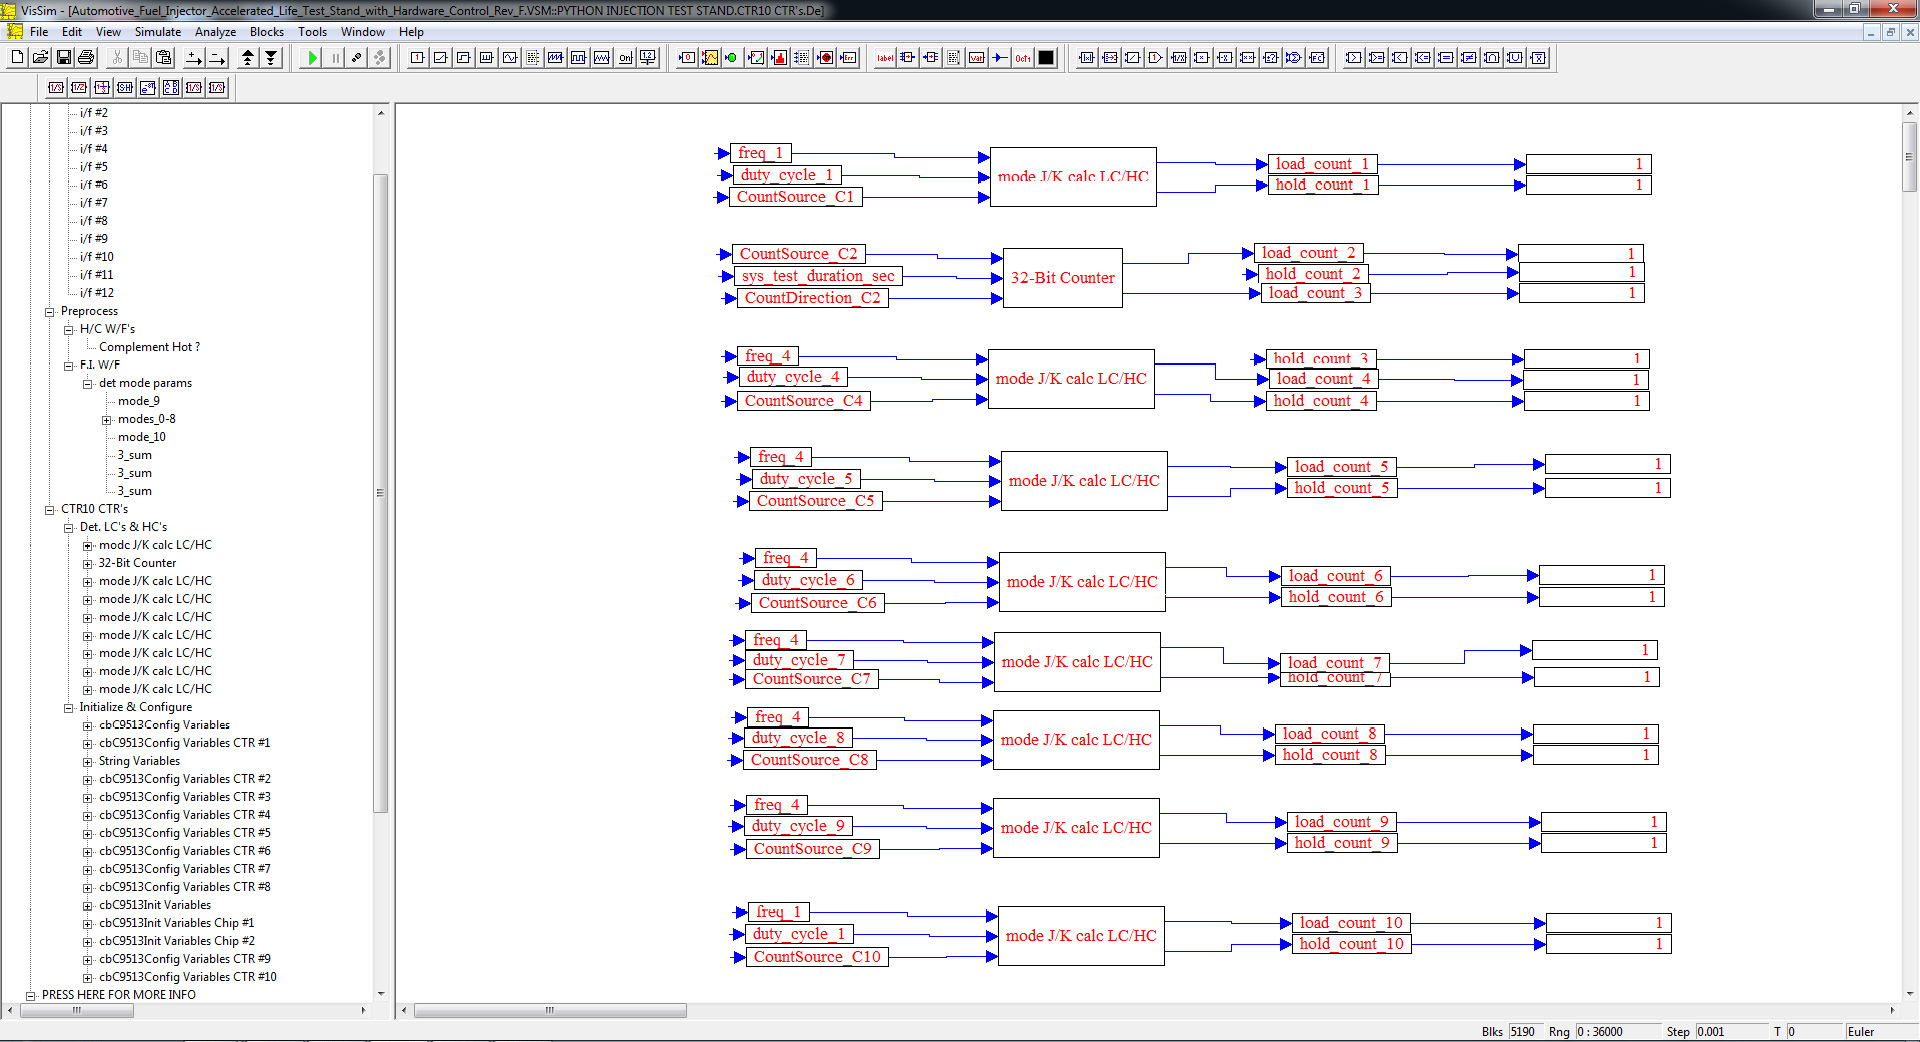 VisSim - [Automotive_Fuel_Injector_Accelerated_Life_Test_Stand_with_Hardware_Control_Rev_F.VSM::PYTHON INJECTION TEST STAND.CTR10 CTR's.De]
File Edit View Simulate Analyze Blocks Tools Window Help
i/f #2
i/f #3
i/f #4
i/f #5
i/f #6
i/f #7
i/f #8
i/f #9
i/f #10
i/f #11
i/f #12
Preprocess
H/C W/F's
Complement Hot ?
F.I. W/F
det mode params
mode_9
modes_0-8
mode_10
3_sum
3_sum
3_sum
CTR10 CTR's
Det. LC's & HC's
mode J/K calc LC/HC
32-Bit Counter
mode J/K calc LC/HC
mode J/K calc LC/HC
mode J/K calc LC/HC
mode J/K calc LC/HC
mode J/K calc LC/HC
mode J/K calc LC/HC
mode J/K calc LC/HC
Initialize & Configure
cbC9513Config Variables
cbC9513Config Variables CTR #1
String Variables
cbC9513Config Variables CTR #2
cbC9513Config Variables CTR #3
cbC9513Config Variables CTR #4
cbC9513Config Variables CTR #5
cbC9513Config Variables CTR #6
cbC9513Config Variables CTR #7
cbC9513Config Variables CTR #8
cbC9513Init Variables
cbC9513Init Variables Chip #1
cbC9513Init Variables Chip #2
cbC9513Config Variables CTR #9
cbC9513Config Variables CTR #10
PRESS HERE FOR MORE INFO
freq_1
duty_cycle_1
CountSource_C1
mode J/K calc LC/HC
load_count_1 1
hold_count_1 1
CountSource_C2
sys_test_duration_sec
CountDirection_C2
32-Bit Counter
load_count_2 1
hold_count_2 1
load_count_3 1
freq_4
duty_cycle_4
CountSource_C4
mode J/K calc LC/HC
hold_count_3 1
load_count_4 1
hold_count_4 1
freq_4
duty_cycle_5
CountSource_C5
mode J/K calc LC/HC
load_count_5 1
hold_count_5 1
freq_4
duty_cycle_6
CountSource_C6
mode J/K calc LC/HC
load_count_6 1
hold_count_6 1
freq_4
duty_cycle_7
CountSource_C7
mode J/K calc LC/HC
load_count_7 1
hold_count_7 1
freq_4
duty_cycle_8
CountSource_C8
mode J/K calc LC/HC
load_count_8 1
hold_count_8 1
freq_4
duty_cycle_9
CountSource_C9
mode J/K calc LC/HC
load_count_9 1
hold_count_9 1
freq_1
duty_cycle_1
CountSource_C10
mode J/K calc LC/HC
load_count_10 1
hold_count_10 1
Blks 5190 Rng 0 : 36000 Step 0.001 T 0 Euler